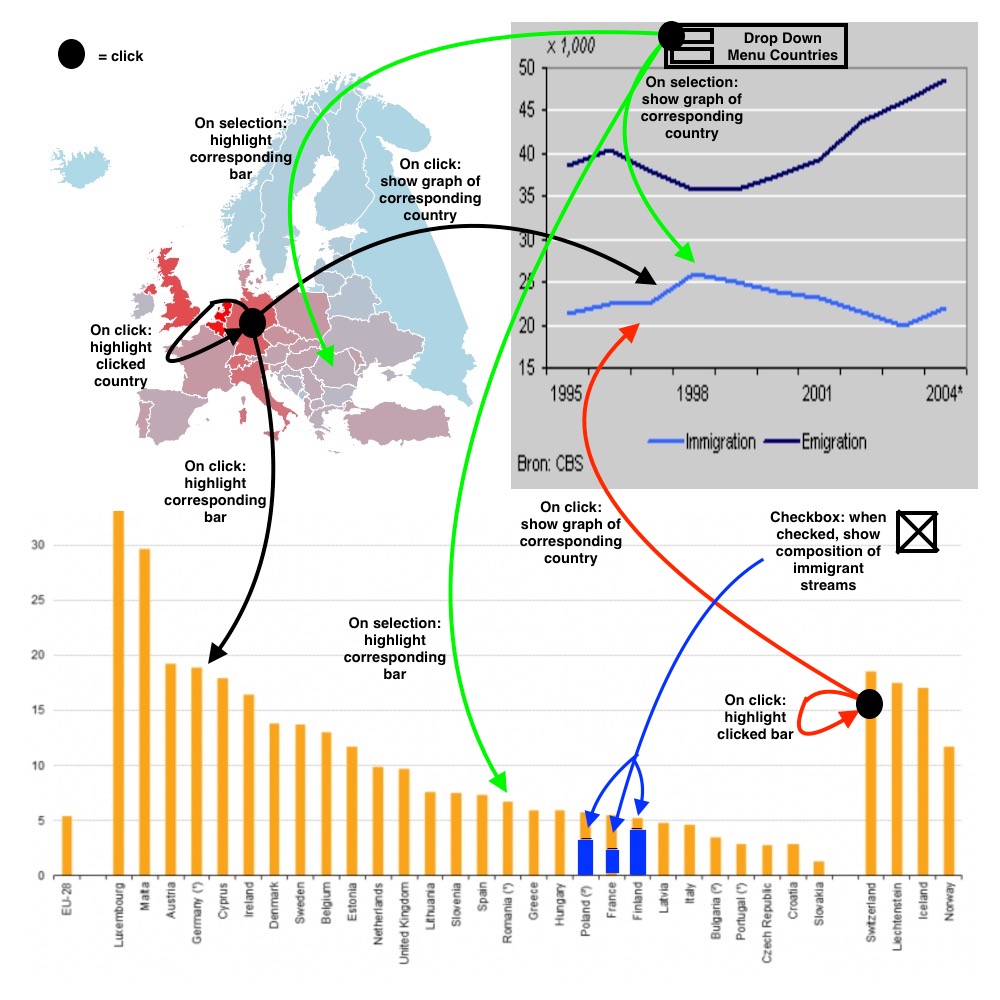 = click
Drop Down
Menu Countries
x 1,000
50
45
40
35
30
25
20
15
1995
1998
2001
2004*
Immigration
Emigration
Bron: CBS
On selection:
show graph of
corresponding
country
On selection:
highlight
corresponding
bar
On click:
show graph of
corresponding
country
On click:
highlight
clicked
country
On click:
highlight
corresponding
bar
On click:
show graph of
corresponding
country
Checkbox: when
checked, show
composition of
immigrant
streams
On selection:
highlight
corresponding
bar
On click:
highlight
clicked bar
30
25
20
15
10
5
0
EU-28
Luxembourg
Malta
Austria
Germany (¹)
Cyprus
Ireland
Denmark
Sweden
Belgium
Estonia
Netherlands
United Kingdom
Lithuania
Slovenia
Spain
Romania (¹)
Greece
Hungary
Poland (²)
France
Finland
Latvia
Italy
Bulgaria (²)
Portugal (¹)
Czech Republic
Croatia
Slovakia
Switzerland
Liechtenstein
Iceland
Norway